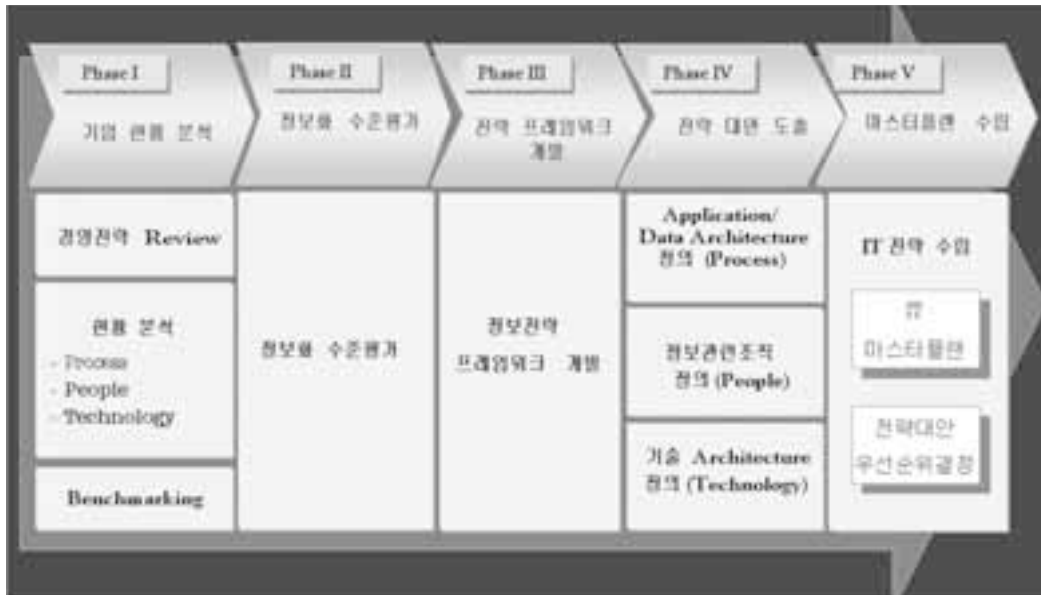 Phase I
기업 현황 분석
Phase II
정보화 수준평가
Phase III
전략 프레임워크
개발
Phase IV
전략 대안 도출
Phase V
마스터플랜 수립
경영전략 Review
현황 분석
- Process
- People
- Technology
Benchmarking
정보화 수준평가
정보전략
프레임워크 개발
Application/
Data Architecture
정의 (Process)
정보관련조직
정의 (People)
기술 Architecture
정의 (Technology)
IT 전략 수립
IT
마스터플랜
전략대안
우선순위결정